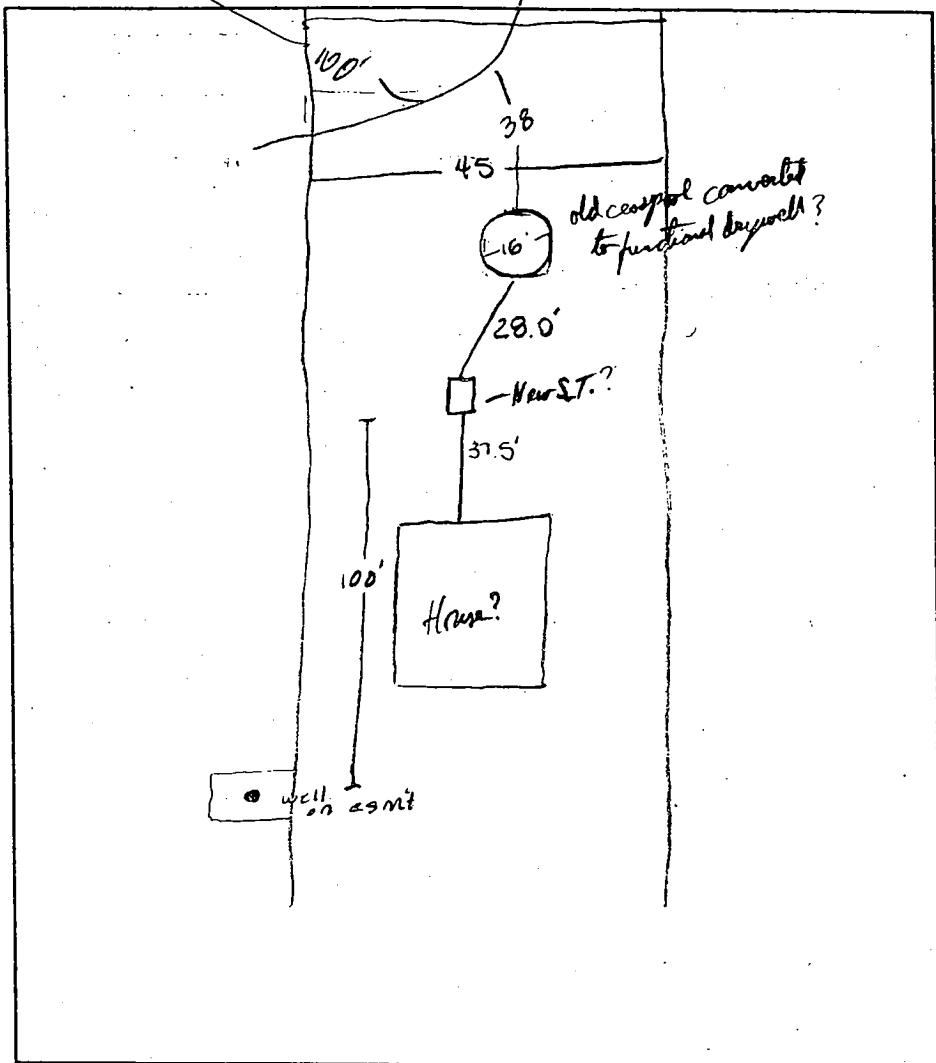 100'
38
45
old cesspool converted
to functional drywell?
16'
28.0'
New S.T.?
37.5'
100'
House?
well
on esm't